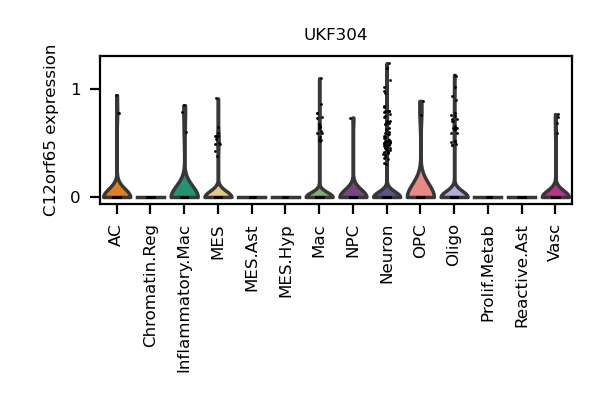 UKF304
C12orf65 expression
1
0
AC
Chromatin.Reg
Inflammatory.Mac
MES
MES.Ast
MES.Hyp
Mac
NPC
Neuron
OPC
Oligo
Prolif.Metab
Reactive.Ast
Vasc